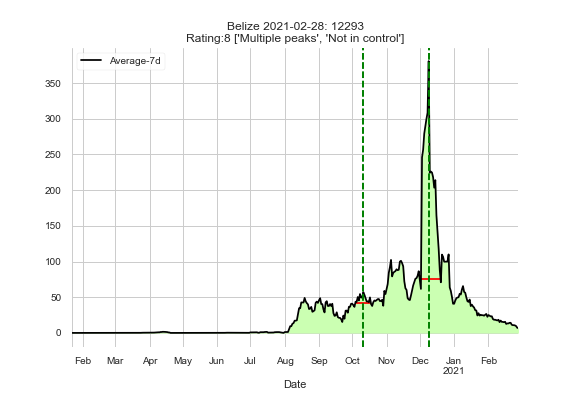 Belize 2021-02-28: 12293
Rating:8 ['Multiple peaks', 'Not in control']
Average-7d
350
300
250
200
150
100
50
0
Feb Mar Apr May Jun Jul Aug Sep Oct Nov Dec Jan Feb
2021
Date